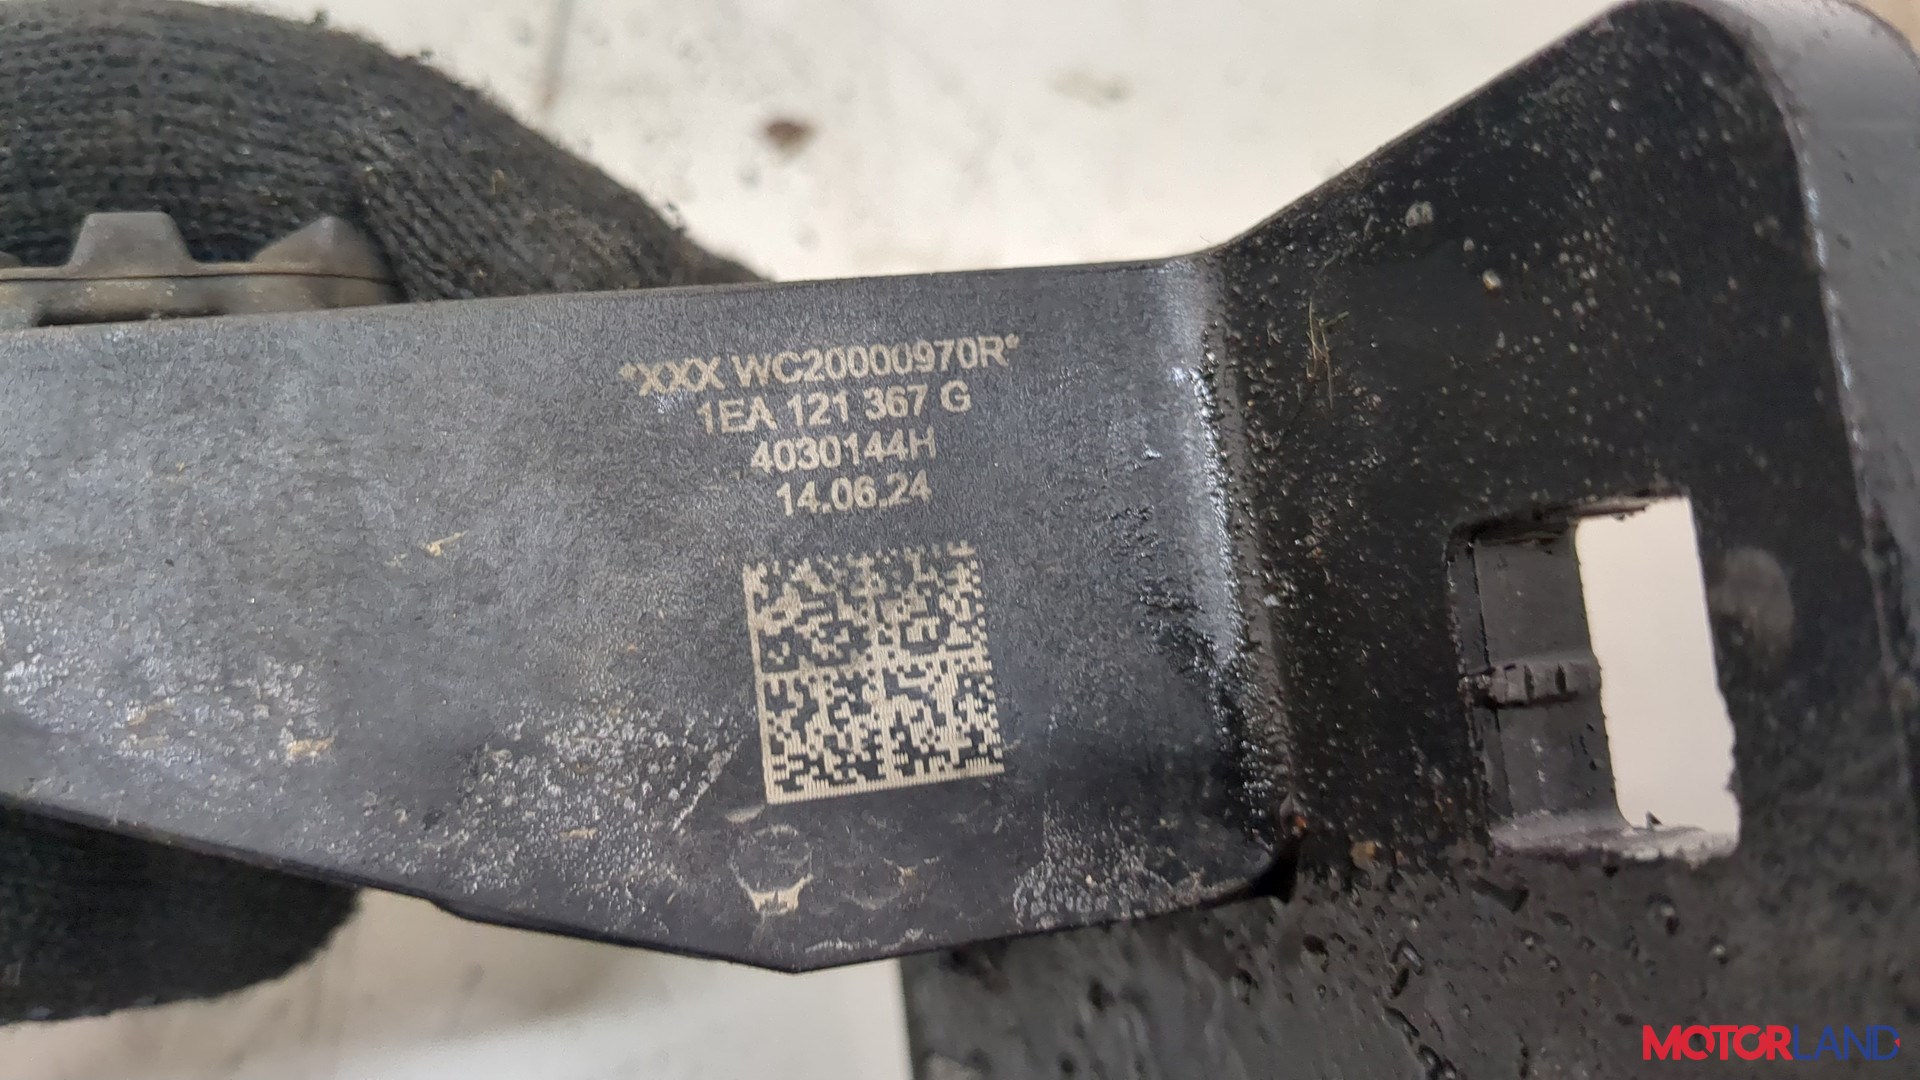 *XXX WC20000970R*
1EA 121 367 G
4030144H
14.06.24
MOTORLAND